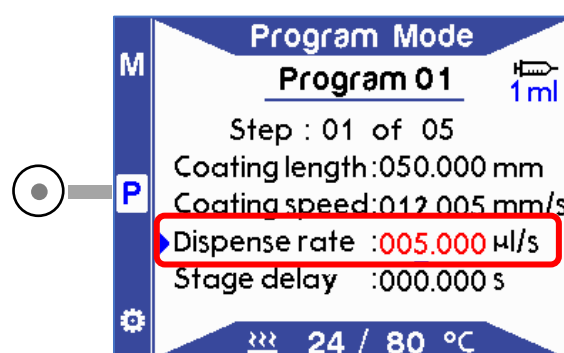 Program Mode
M
Program 01
1 ml
Step : 01 of 05
Coating length :050.000 mm
P
Coating speed :012.005 mm/s
Dispense rate :005.000 µl/s
Stage delay :000.000 s
24 / 80 °C